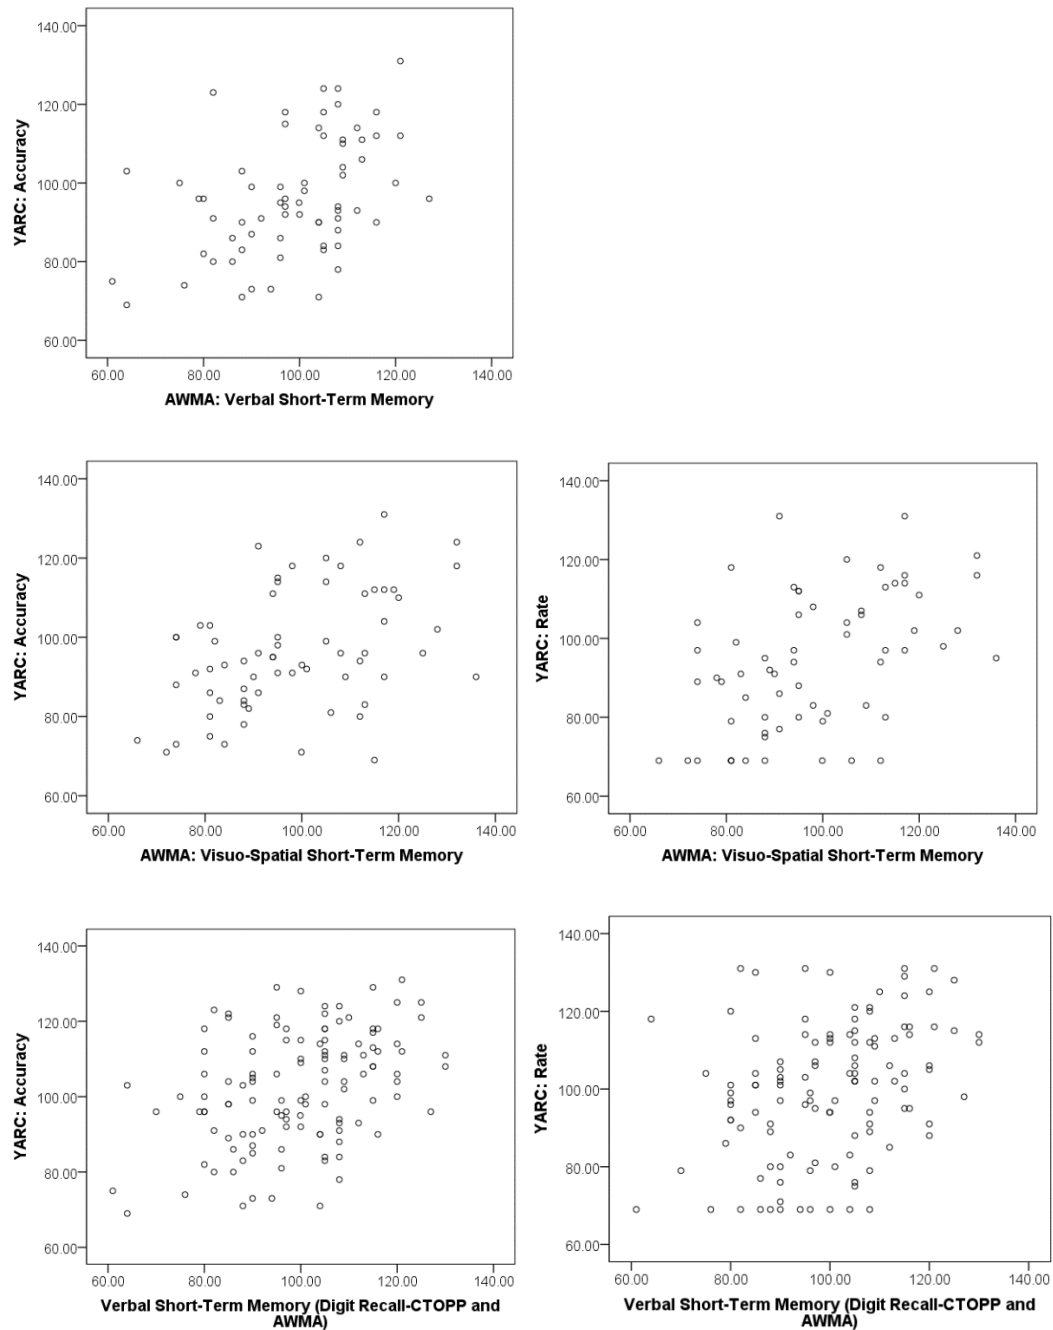 140.00
120.00
100.00
80.00
60.00
YARC: Accuracy
60.00 80.00 100.00 120.00 140.00
AWMA: Verbal Short-Term Memory
140.00
120.00
100.00
80.00
60.00
YARC: Accuracy
60.00 80.00 100.00 120.00 140.00
AWMA: Visuo-Spatial Short-Term Memory
140.00
120.00
100.00
80.00
60.00
YARC: Rate
60.00 80.00 100.00 120.00 140.00
AWMA: Visuo-Spatial Short-Term Memory
140.00
120.00
100.00
80.00
60.00
YARC: Accuracy
60.00 80.00 100.00 120.00 140.00
Verbal Short-Term Memory (Digit Recall-CTOPP and
AWMA)
140.00
120.00
100.00
80.00
60.00
YARC: Rate
60.00 80.00 100.00 120.00 140.00
Verbal Short-Term Memory (Digit Recall-CTOPP and
AWMA)